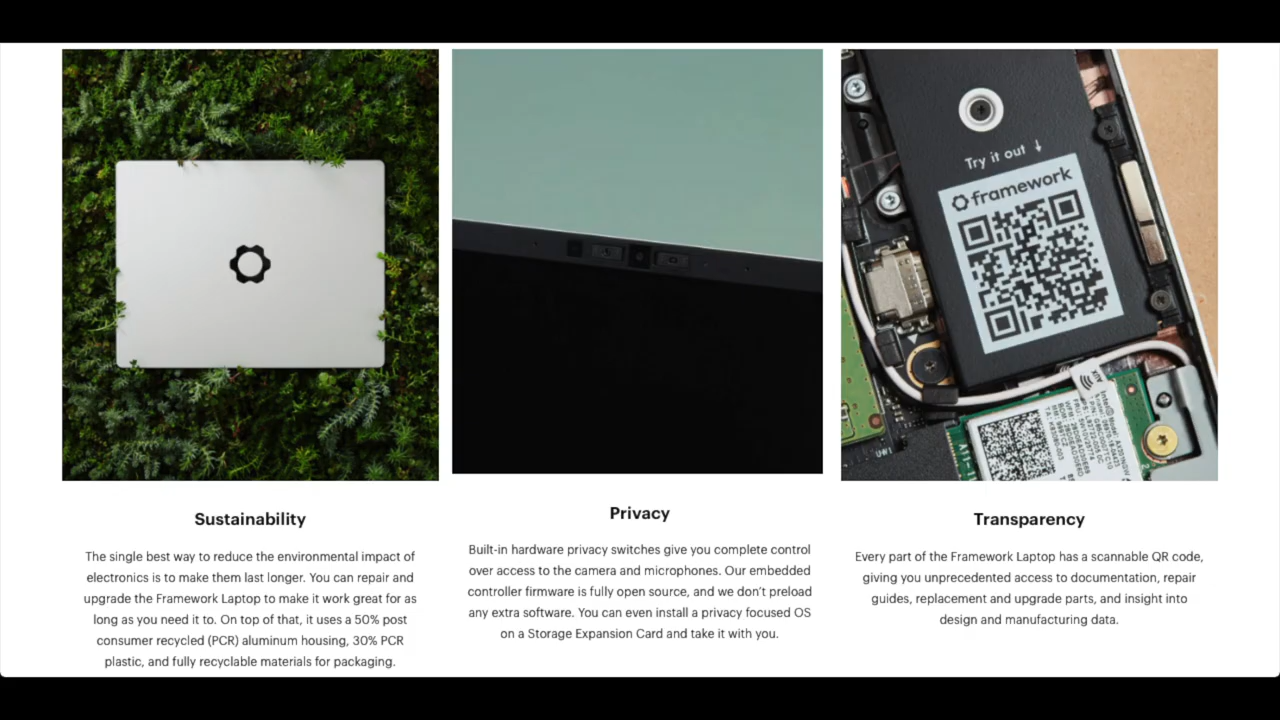 Try it out ↓
framework
Sustainability
The single best way to reduce the environmental impact of
electronics is to make them last longer. You can repair and
upgrade the Framework Laptop to make it work great for as
long as you need it to. On top of that, it uses a 50% post
consumer recycled (PCR) aluminum housing, 30% PCR
plastic, and fully recyclable materials for packaging.
Privacy
Built-in hardware privacy switches give you complete control
over access to the camera and microphones. Our embedded
controller firmware is fully open source, and we don’t preload
any extra software. You can even install a privacy focused OS
on a Storage Expansion Card and take it with you.
Transparency
Every part of the Framework Laptop has a scannable QR code,
giving you unprecedented access to documentation, repair
guides, replacement and upgrade parts, and insight into
design and manufacturing data.